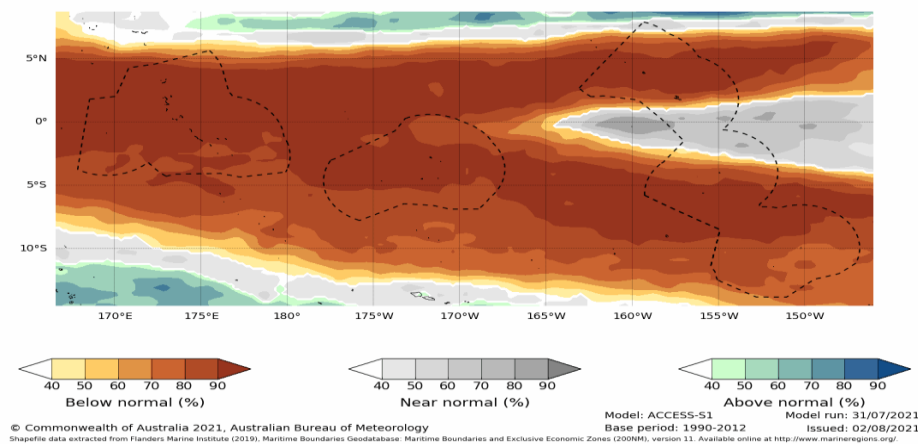 5°N
0°
5°S
10°S
170°E 175°E 180° 175°W 170°W 165°W 160°W 155°W 150°W
40 50 60 70 80 90 40 50 60 70 80 90 40 50 60 70 80 90
Below normal (%) Near normal (%) Above normal (%)
Model: ACCESS-S1 Model run: 31/07/2021
© Commonwealth of Australia 2021, Australian Bureau of Meteorology Base period: 1990-2012 Issued: 02/08/2021
Shapefile data extracted from Flanders Marine Institute (2019), Maritime Boundaries Geodatabase: Maritime Boundaries and Exclusive Economic Zones (200NM), version 11. Available online at http://www.marineregions.org/.